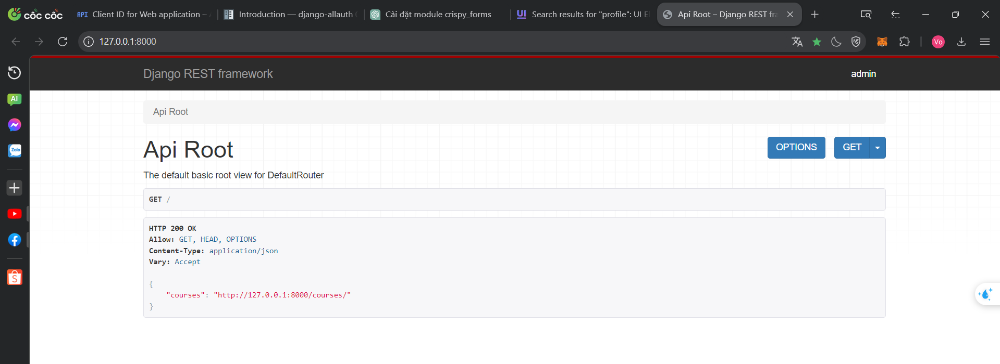 cốc cốc
API Client ID for Web application –
Introduction — django-allauth
Cài đặt module crispy_forms
UI Search results for "profile": UI El
Api Root – Django REST fra
127.0.0.1:8000
Vo
AI
Zalo
Django REST framework
admin
Api Root
Api Root
OPTIONS
GET
The default basic root view for DefaultRouter
GET /
HTTP 200 OK
Allow: GET, HEAD, OPTIONS
Content-Type: application/json
Vary: Accept
{
"courses": "http://127.0.0.1:8000/courses/"
}